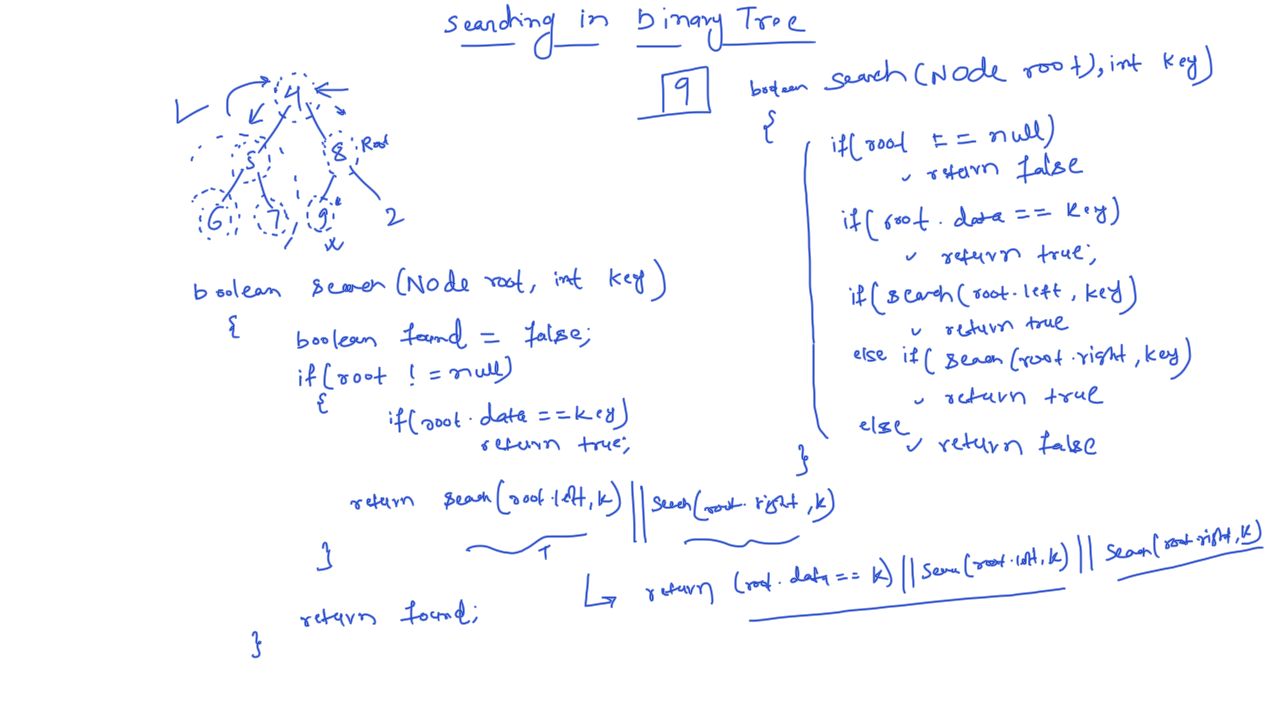 Searching in Binary Tree
4
5 8 Root
6 7 9 2
x
9
boolean search(Node root), int key)
{
if(root == null)
return false
if(root.data == key)
return true;
if(search(root.left, key)
return true
else if(search(root.right, key)
return true
else
return false
}
boolean search(Node root, int key)
{
boolean found = false;
if(root != null)
{
if(root.data == key)
return true;
return seach(root.left, k) || seech(root.right, k)
T
}
return (root.data == k) || sear(root.left, k) || Search(root.right, k)
return found;
}